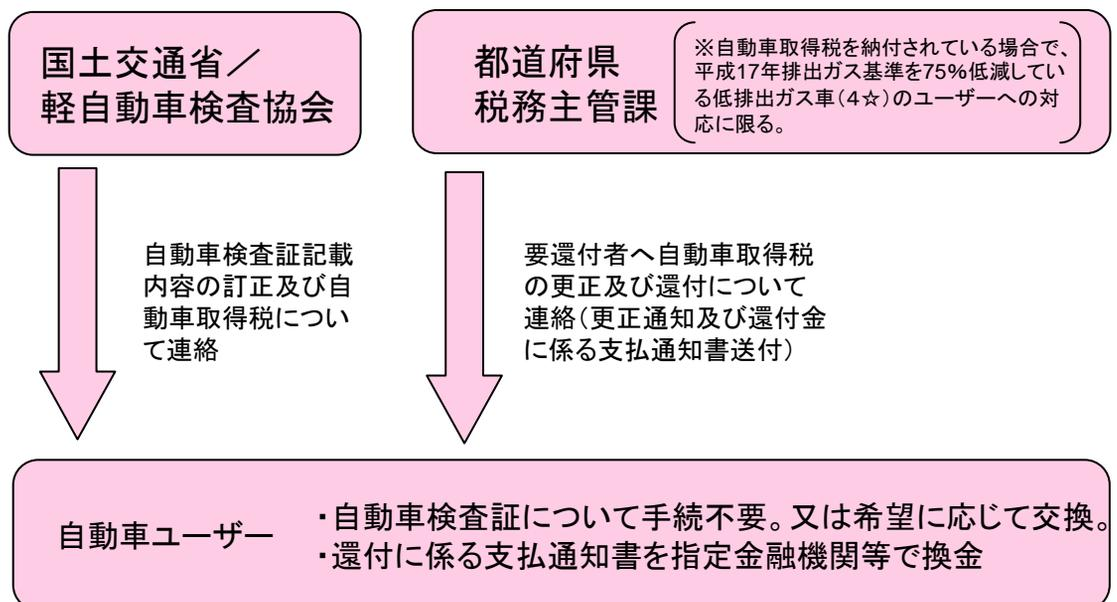 国土交通省／
軽自動車検査協会
都道府県
税務主管課
※自動車取得税を納付されている場合で、
平成17年排出ガス基準を75％低減してい
る低排出ガス車（4☆）のユーザーへの対
応に限る。
自動車検査証記載
内容の訂正及び自
動車取得税につい
て連絡
要還付者へ自動車取得税
の更正及び還付について
連絡（更正通知及び還付金
に係る支払通知書送付）
自動車ユーザー
・自動車検査証について手続不要。又は希望に応じて交換。
・還付に係る支払通知書を指定金融機関等で換金